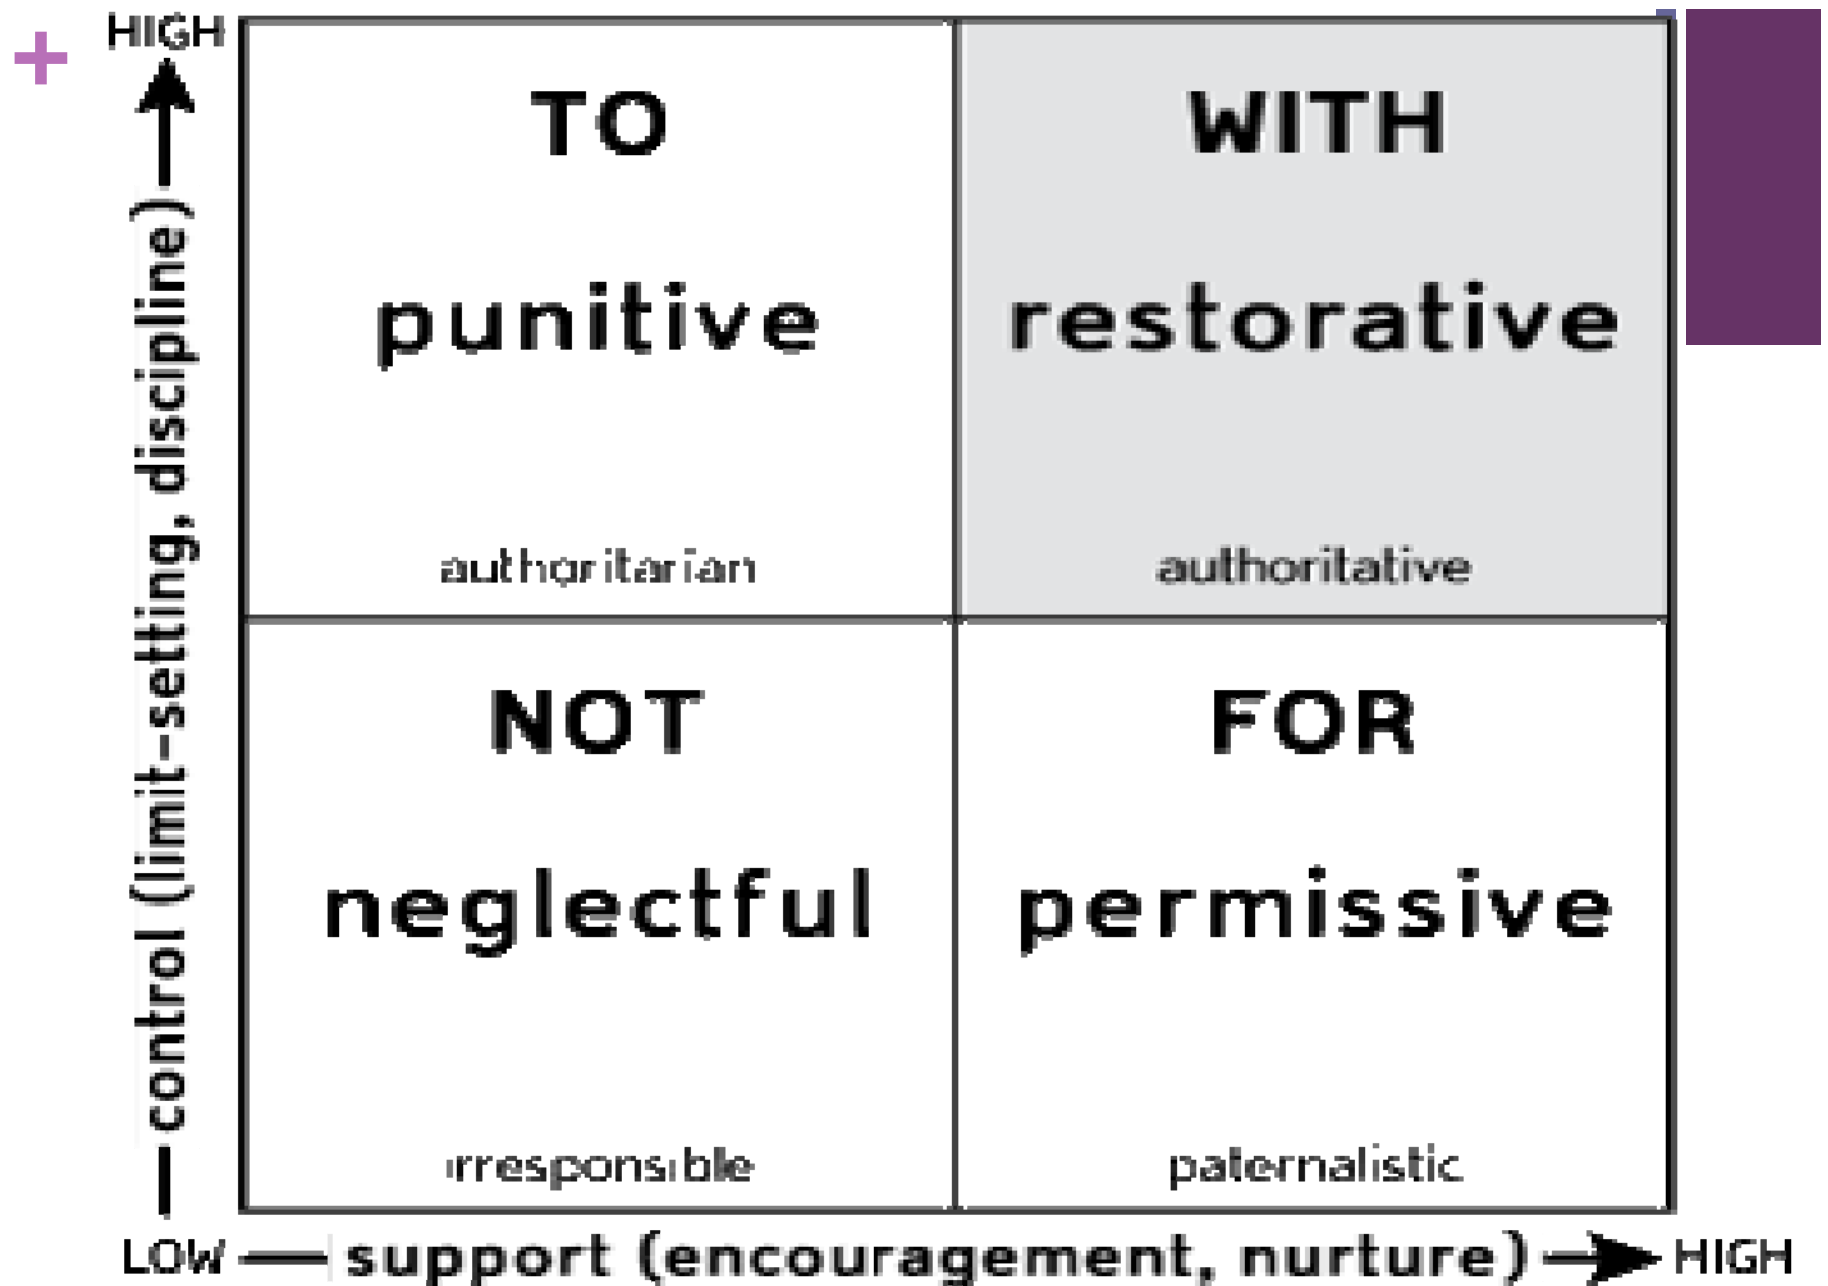 +
HIGH
control (limit-setting, discipline)
TO
punitive
authoritarian
WITH
restorative
authoritative
NOT
neglectful
irresponsible
FOR
permissive
paternalistic
LOW
support (encouragement, nurture)
HIGH